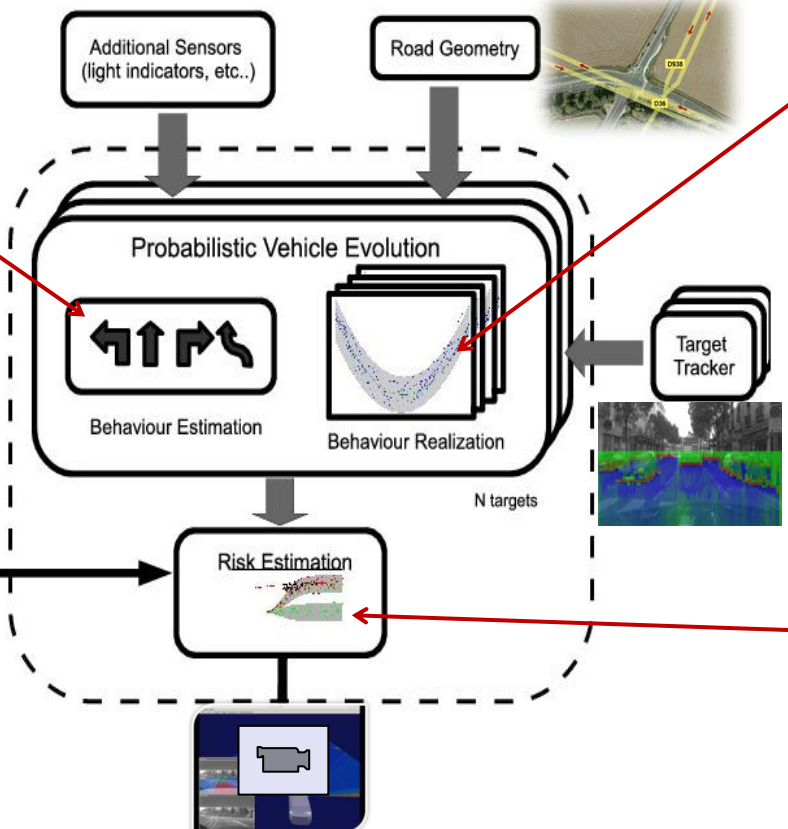 Additional Sensors
(light indicators, etc..)
Road Geometry
D938
D36
Probabilistic Vehicle Evolution
Behaviour Estimation
Behaviour Realization
Target
Tracker
N targets
Risk Estimation